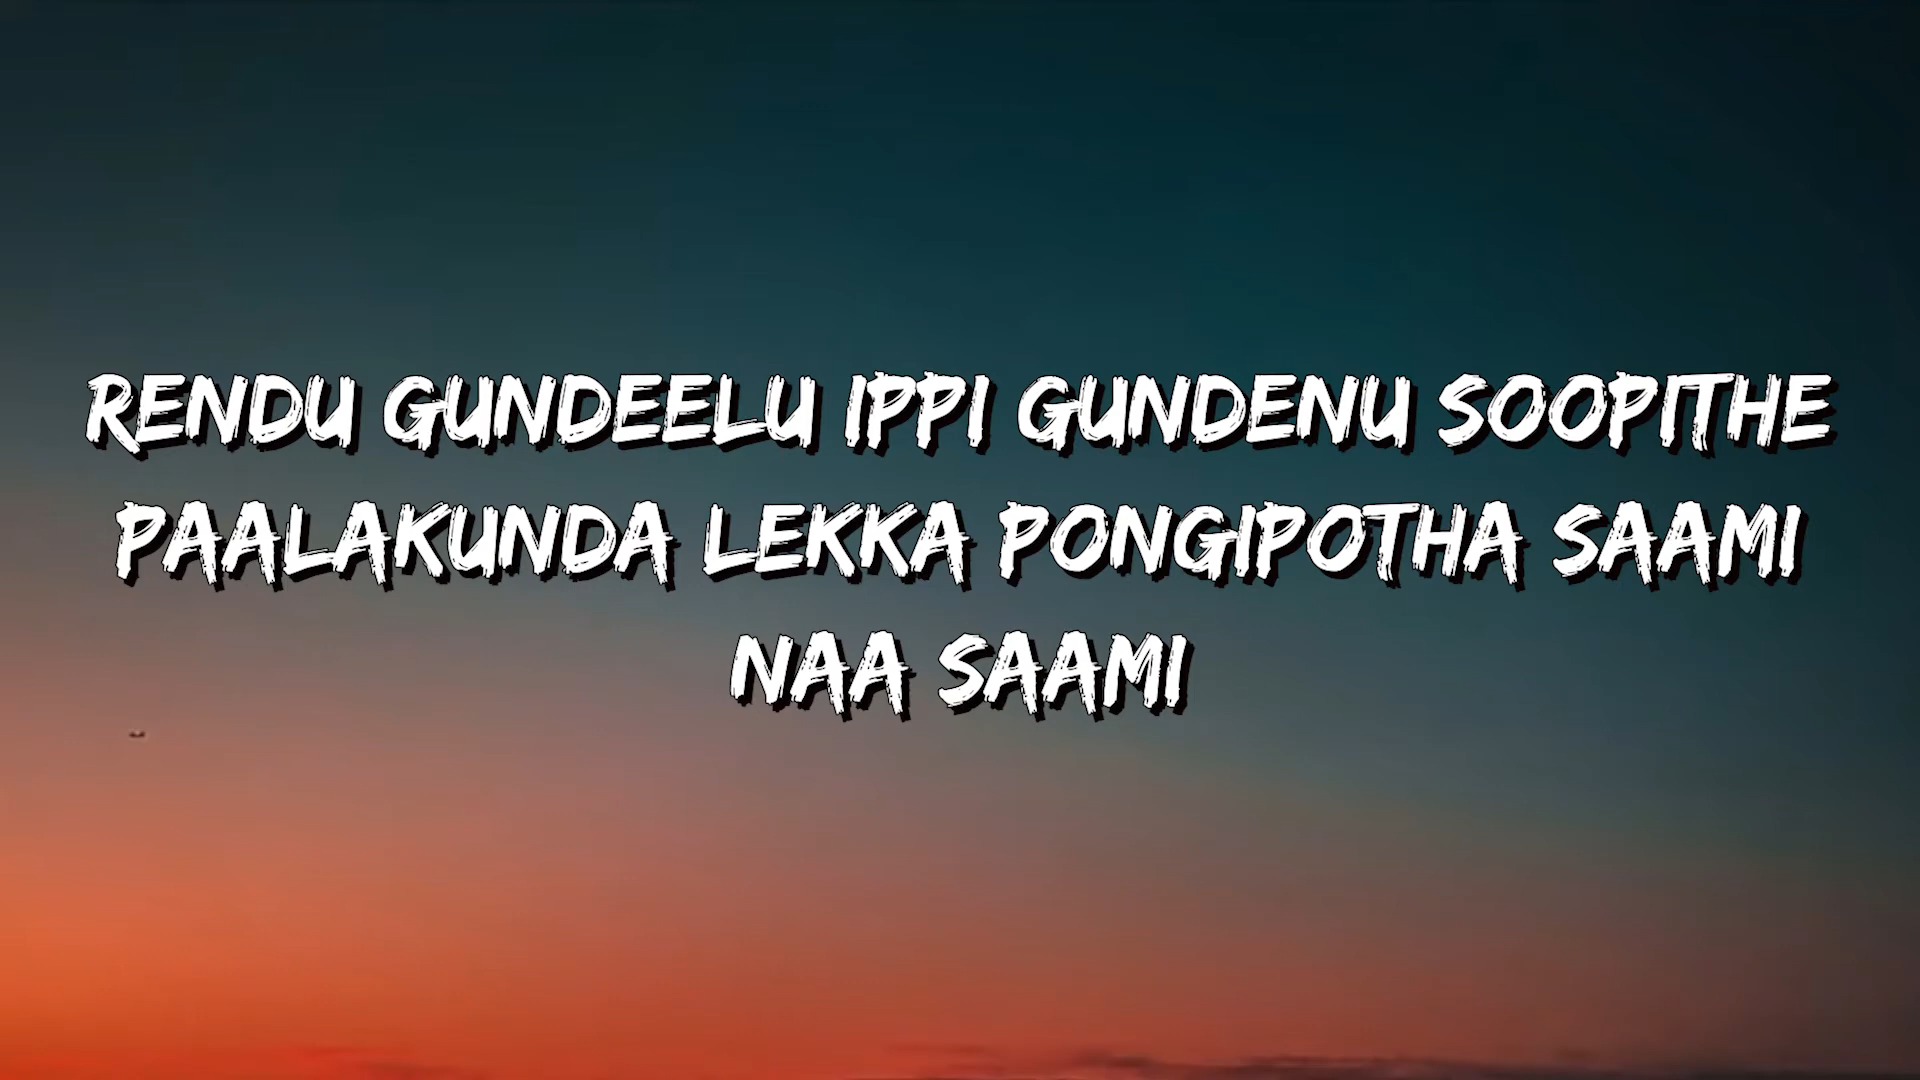 RENDU GUNDEELU IPPI GUNDENU SOOPITHE
PAALAKUNDA LEKKA PONGIPOTHA SAAMI
NAA SAAMI